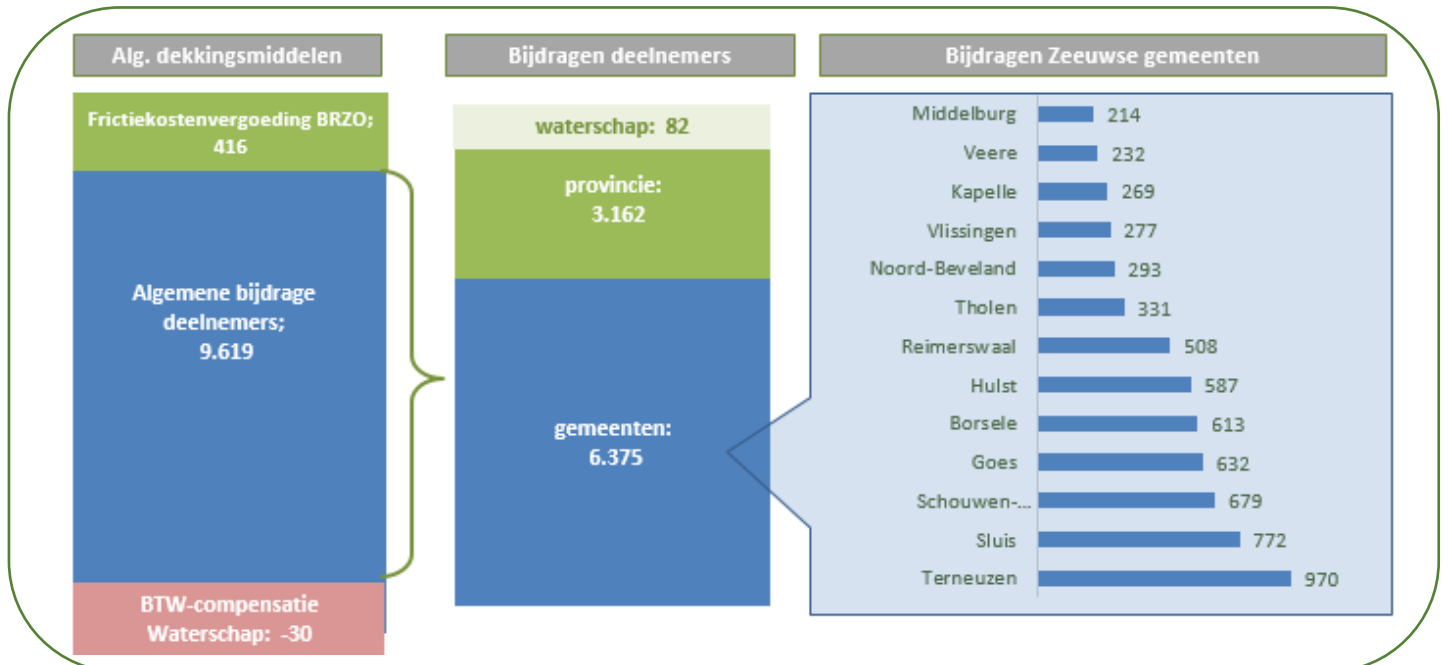 Alg. dekkingsmiddelen
Frictiekostenvergoeding BRZO;
416
Algemene bijdrage
deelnemers;
9.619
BTW-compensatie
Waterschap: -30
Bijdragen deelnemers
waterschap: 82
provincie:
3.162
gemeenten:
6.375
Bijdragen Zeeuwse gemeenten
Middelburg 214
Veere 232
Kapelle 269
Vlissingen 277
Noord-Beveland 293
Tholen 331
Reimerswaal 508
Hulst 587
Borsele 613
Goes 632
Schouwen-... 679
Sluis 772
Terneuzen 970